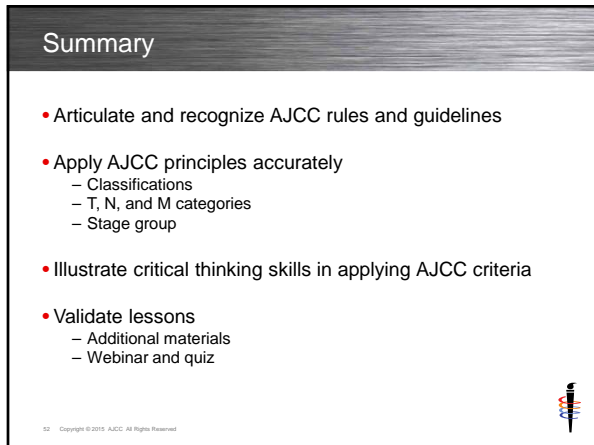 Summary
• Articulate and recognize AJCC rules and guidelines
• Apply AJCC principles accurately
– Classifications
– T, N, and M categories
– Stage group
• Illustrate critical thinking skills in applying AJCC criteria
• Validate lessons
– Additional materials
– Webinar and quiz
52 Copyright © 2015 AJCC All Rights Reserved